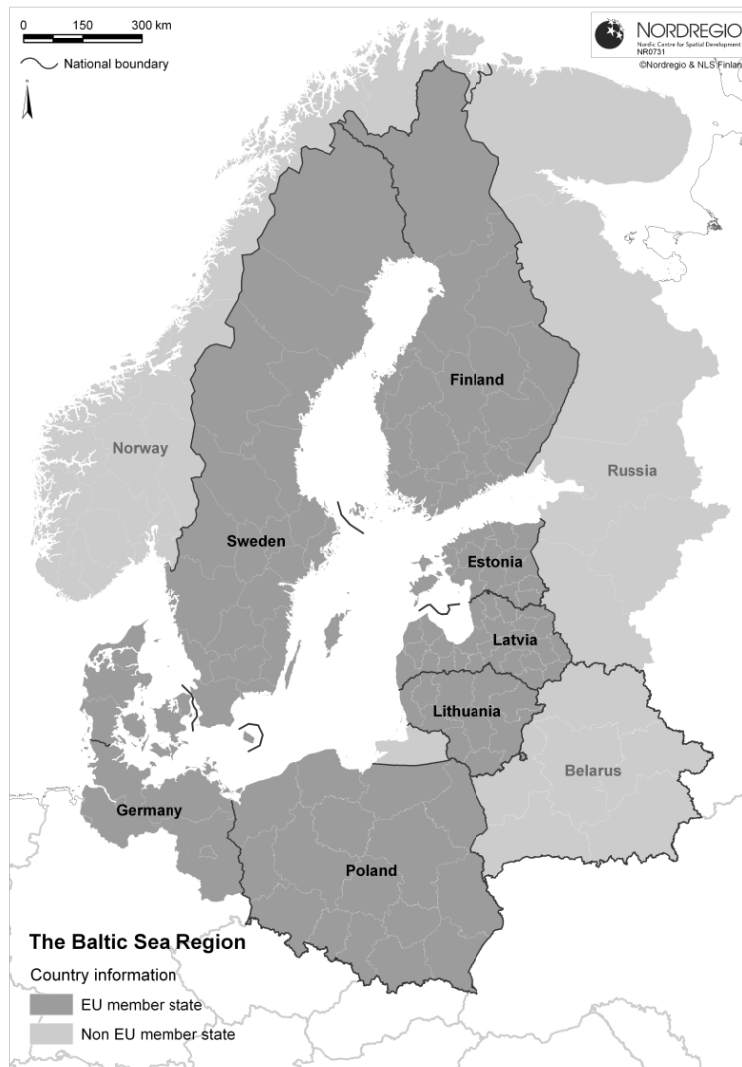 0 150 300 km
National boundary
NORDREGIO
Nordic Centre for Spatial Development
NR0731
©Nordregio & NLS Finland
Finland
Norway
Russia
Sweden
Estonia
Latvia
Lithuania
Belarus
Germany
Poland
The Baltic Sea Region
Country information
EU member state
Non EU member state